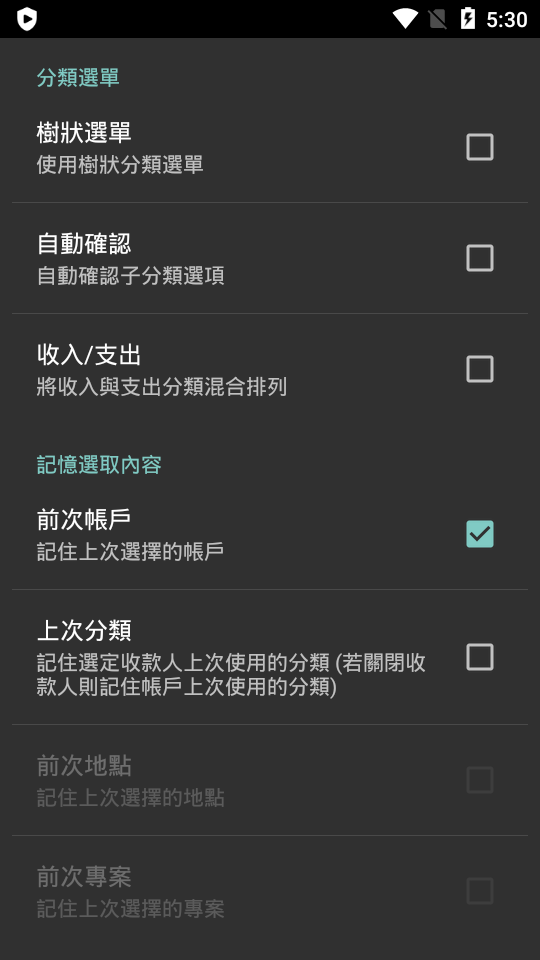 5:30
分類選單
樹狀選單
使用樹狀分類選單
自動確認
自動確認子分類選項
收入/支出
將收入與支出分類混合排列
記憶選取內容
前次帳戶
記住上次選擇的帳戶
上次分類
記住選定收款人上次使用的分類 (若關閉收
款人則記住帳戶上次使用的分類)
前次地點
記住上次選擇的地點
前次專案
記住上次選擇的專案